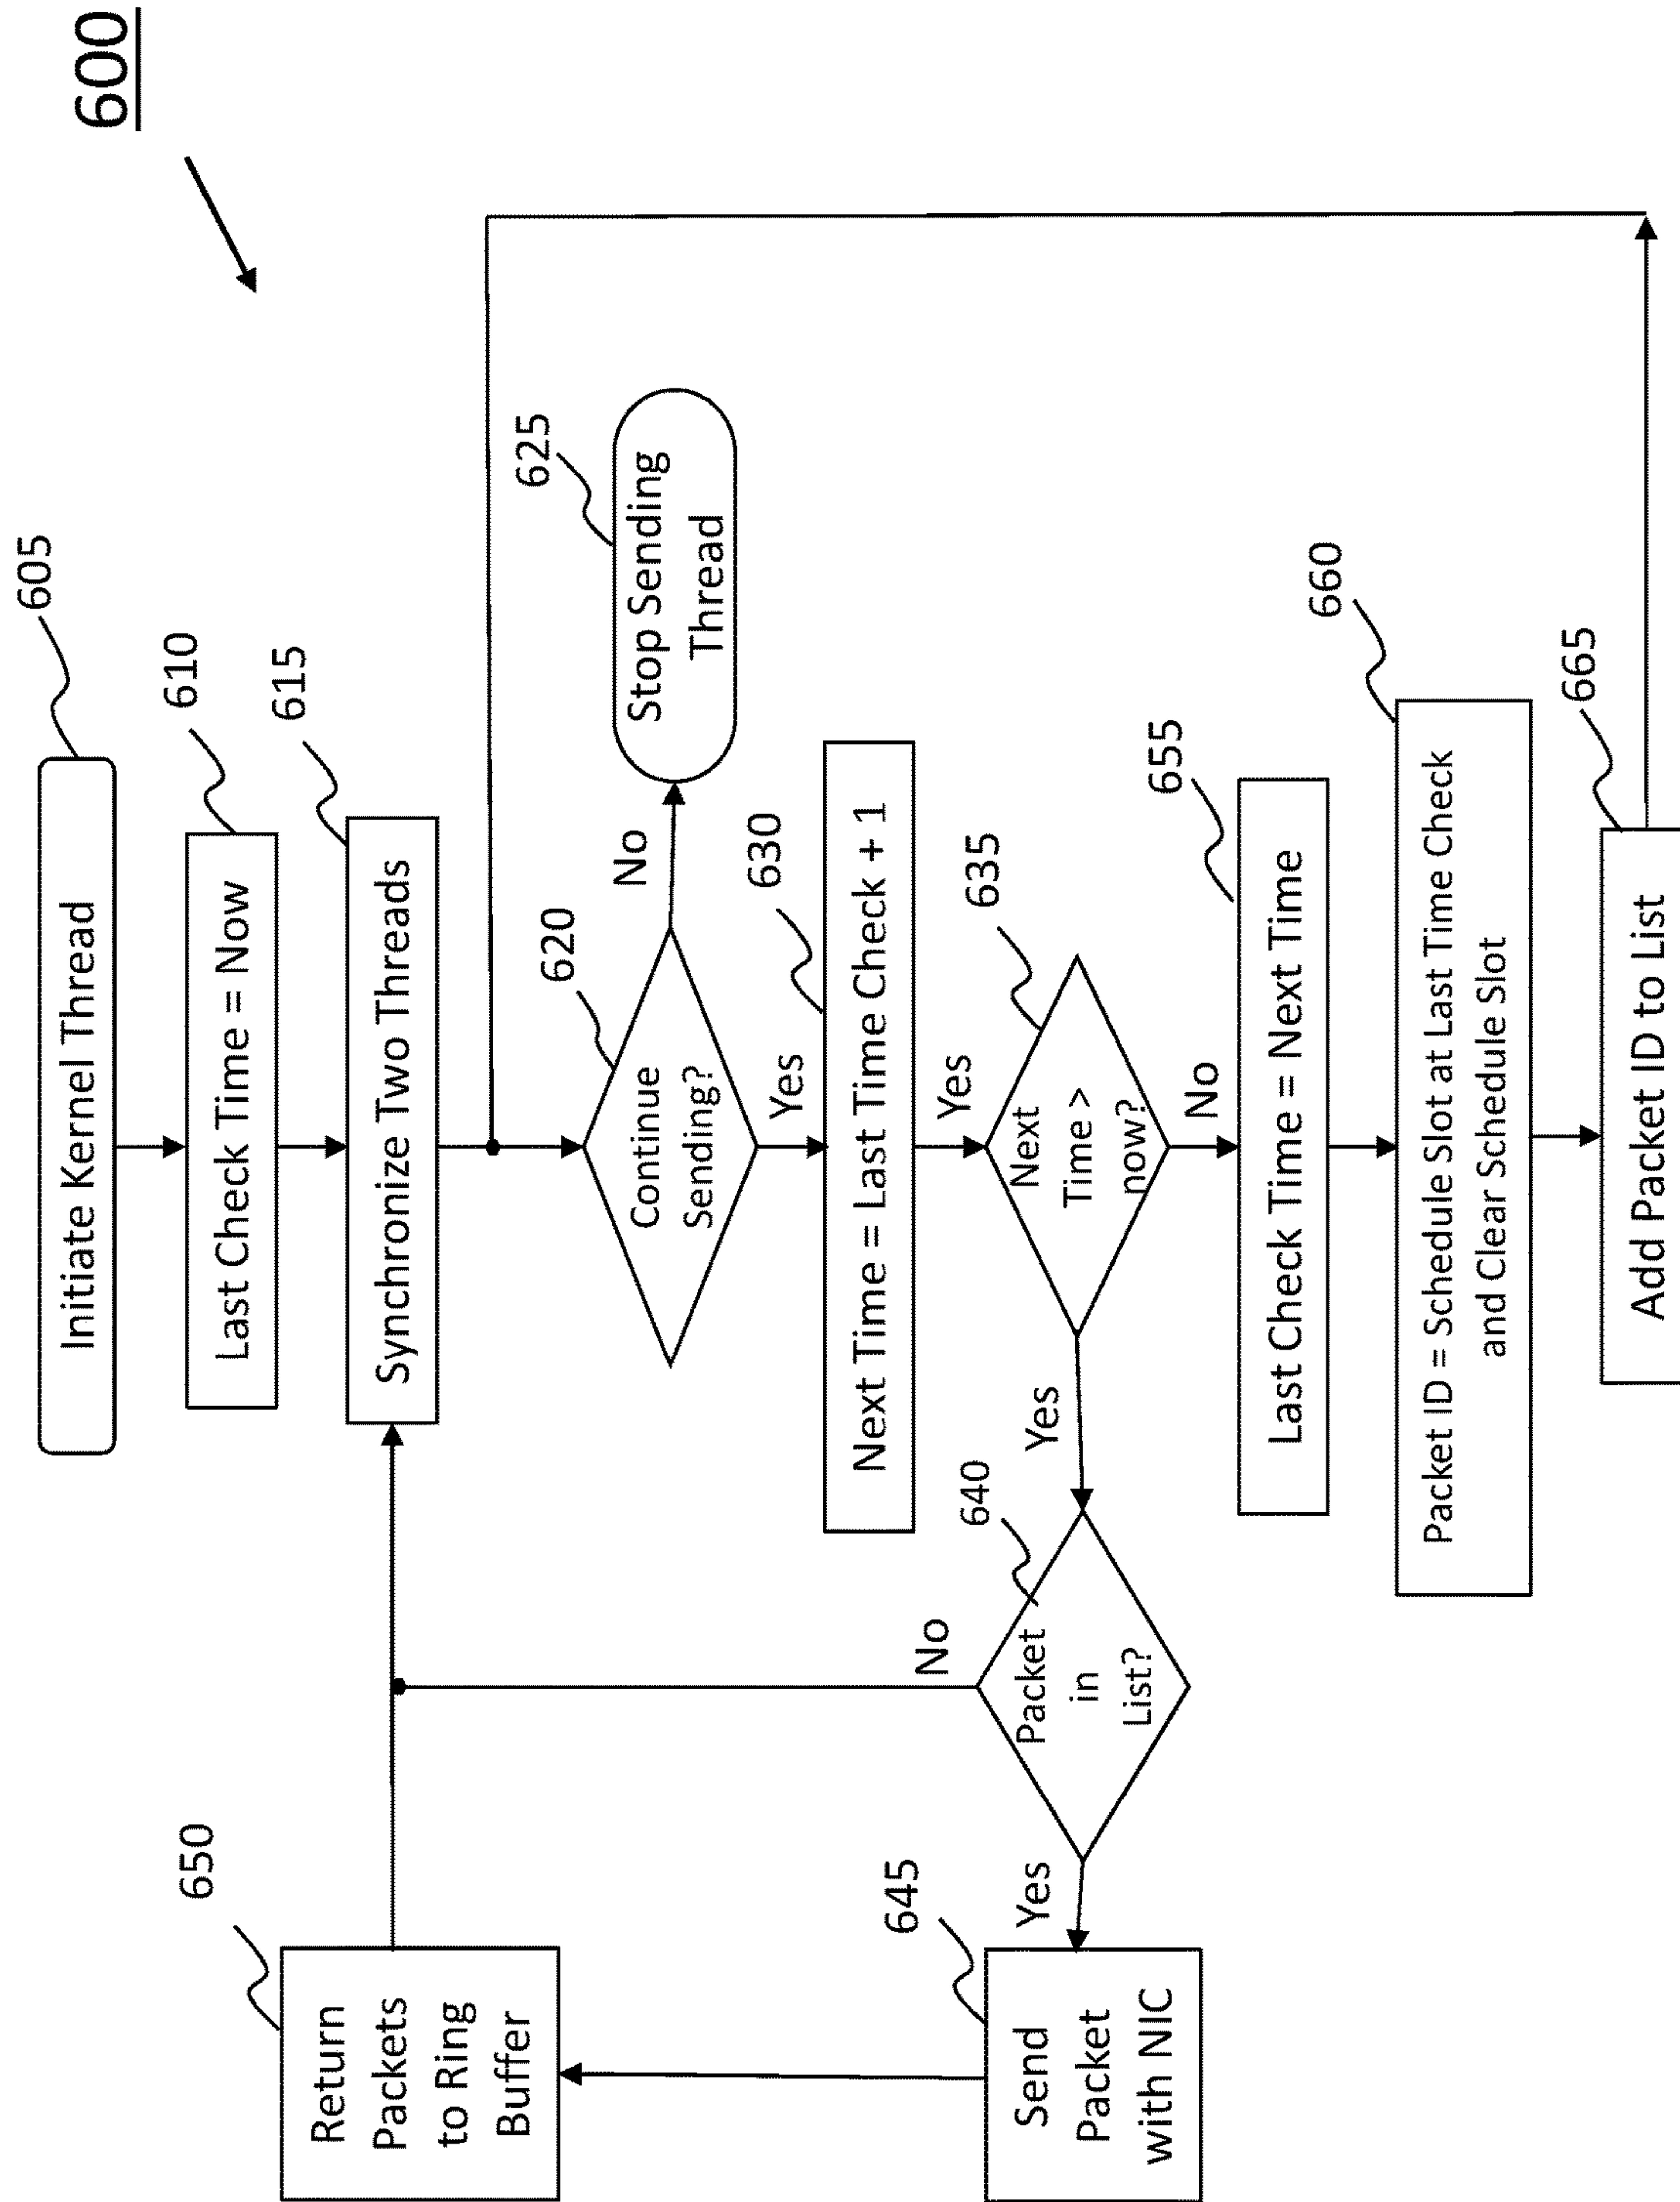 600
Initiate Kernel Thread
605
Last Check Time = Now
610
Synchronize Two Threads
615
Continue
Sending?
620
No
Stop Sending
Thread
625
Yes
Next Time = Last Time Check + 1
630
Yes
Next
Time >
now?
635
Yes
Packet
in
List?
640
No
Yes
Send
Packet
with NIC
645
Return
Packets
to Ring
Buffer
650
No
Last Check Time = Next Time
655
Packet ID = Schedule Slot at Last Time Check
and Clear Schedule Slot
660
Add Packet ID to List
665